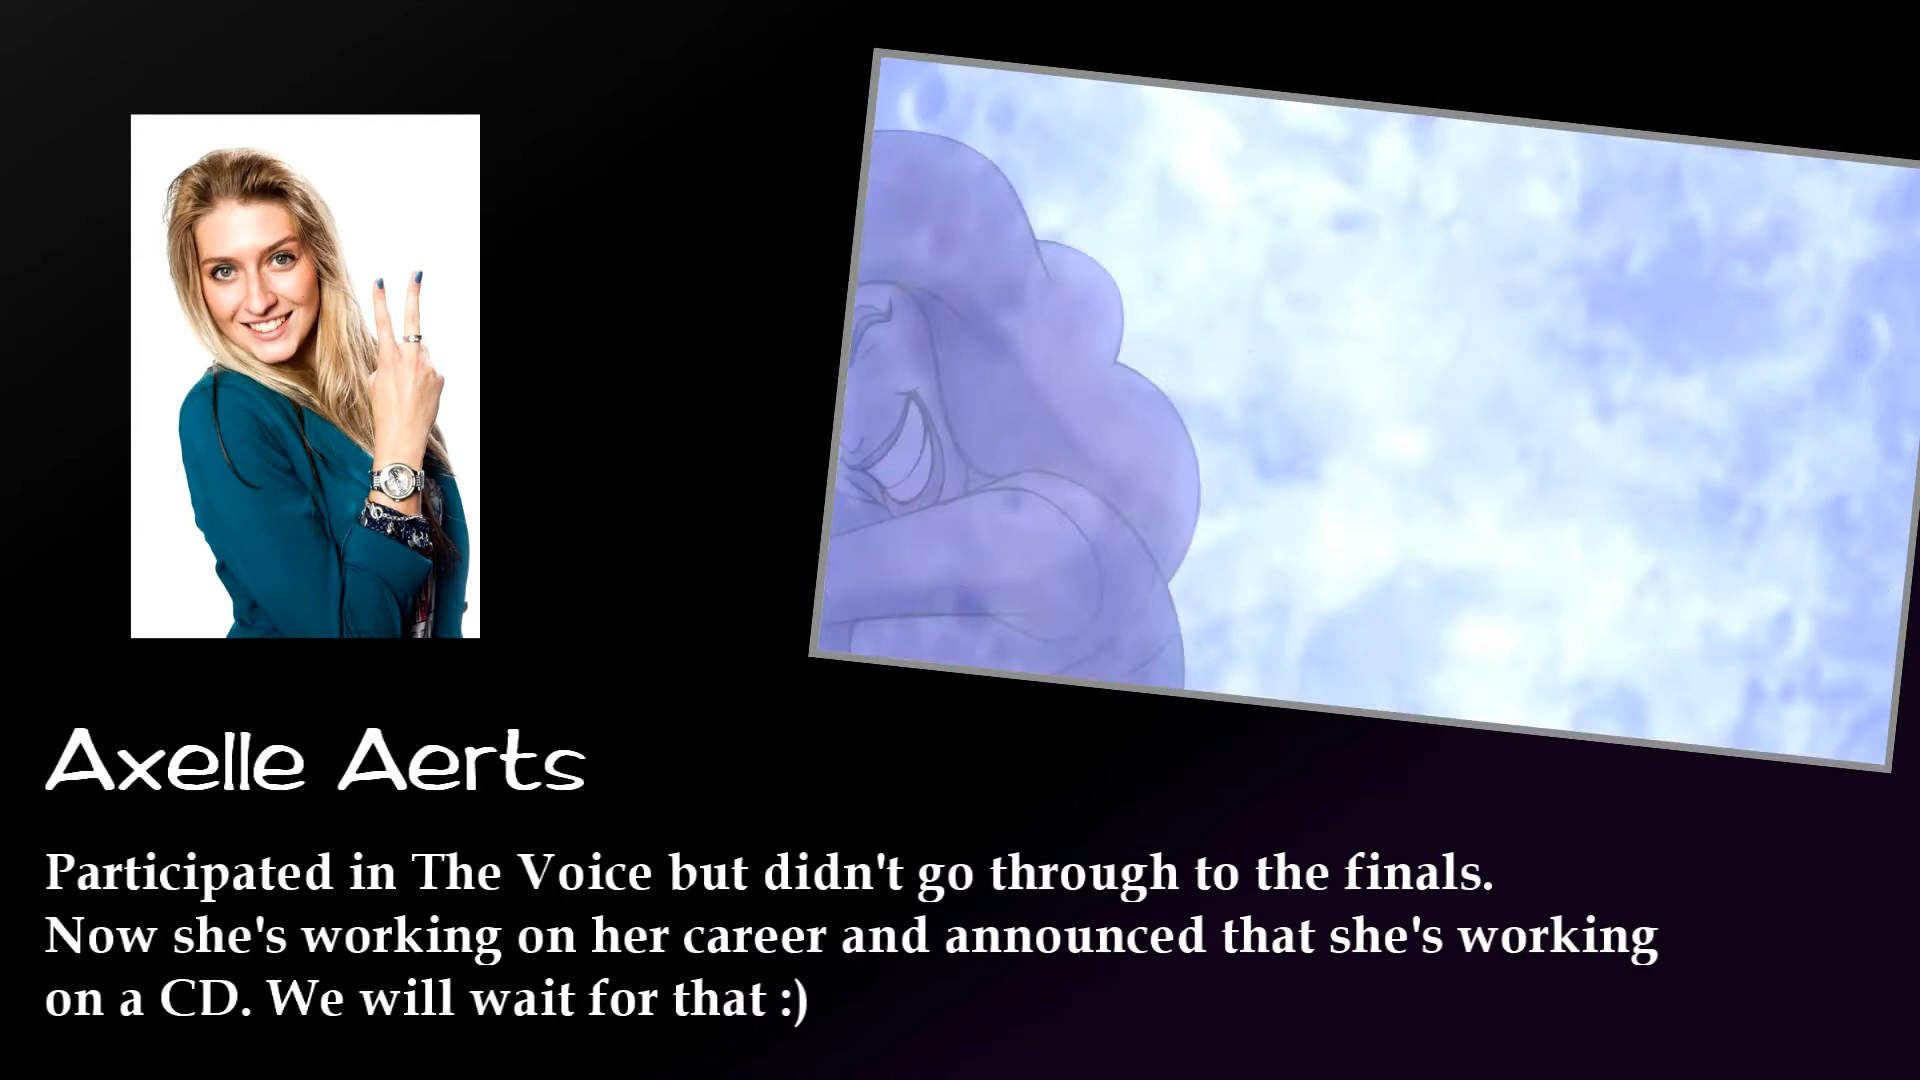 Axelle Aerts
Participated in The Voice but didn't go through to the finals.
Now she's working on her career and announced that she's working
on a CD. We will wait for that :)